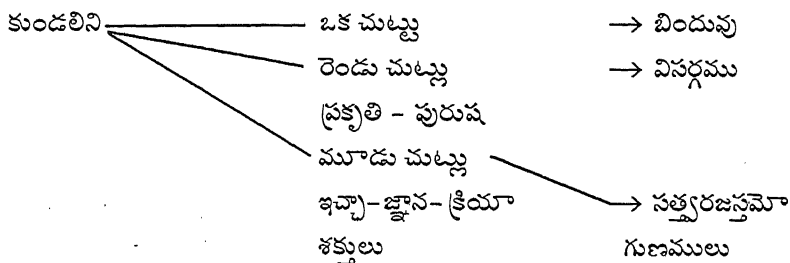 కుండలిని ఒక చుట్టు → బిందువు
రెండు చుట్లు → విసర్గము
ప్రకృతి - పురుష
మూడు చుట్లు
ఇచ్ఛా-జ్ఞాన-క్రియా → సత్త్వరజస్తమో
శక్తులు గుణములు